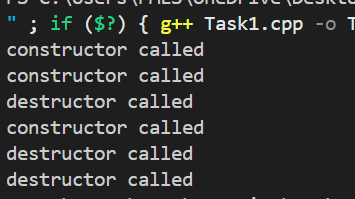 " ; if ($?) { g++ Task1.cpp -o
constructor called
constructor called
destructor called
constructor called
destructor called
destructor called